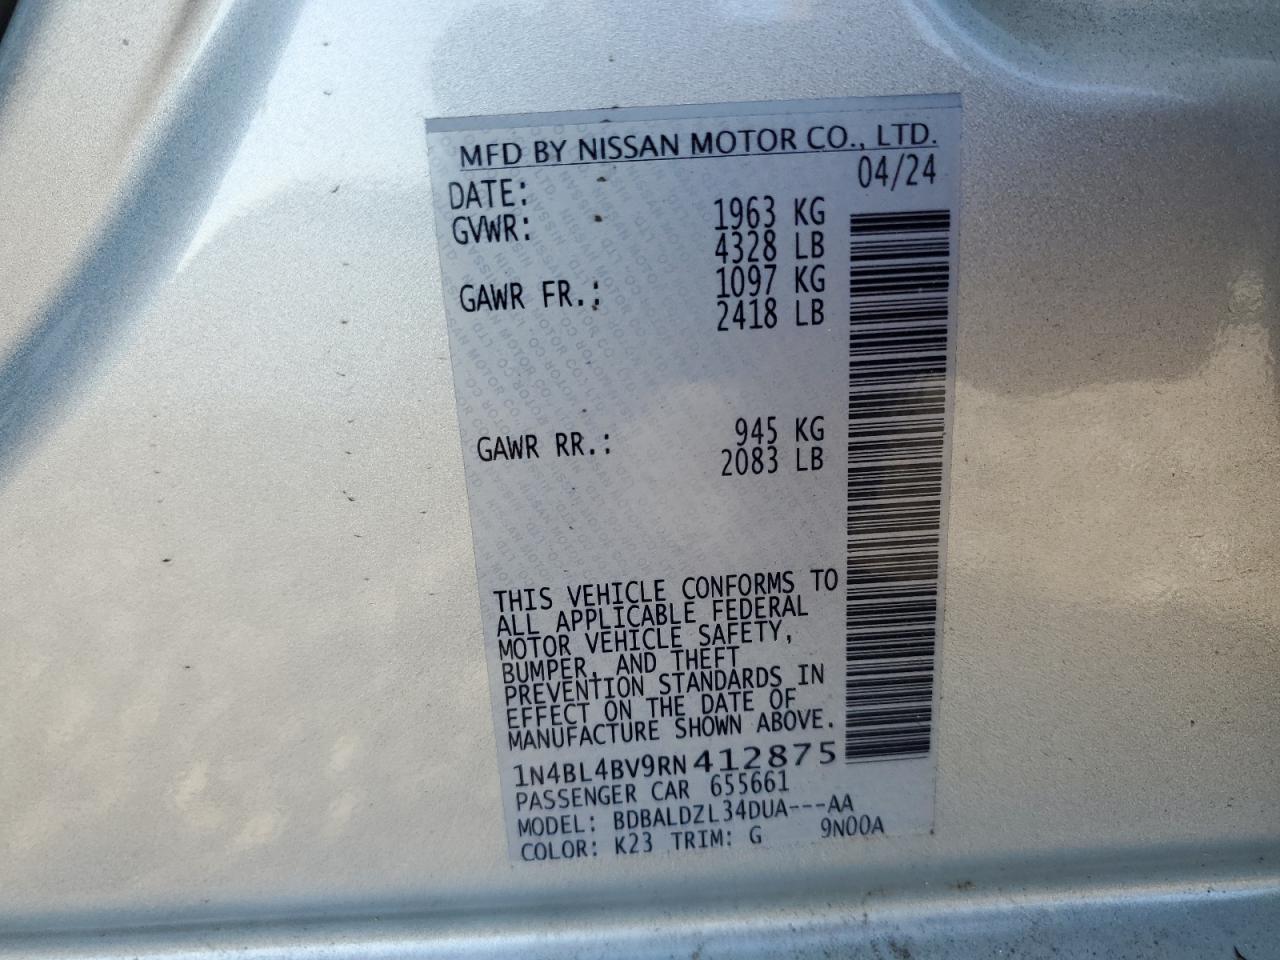 MFD BY NISSAN MOTOR CO., LTD.
DATE: 04/24
GVWR: 1963 KG
4328 LB
GAWR FR.: 1097 KG
2418 LB
GAWR RR.: 945 KG
2083 LB
THIS VEHICLE CONFORMS TO
ALL APPLICABLE FEDERAL
MOTOR VEHICLE SAFETY,
BUMPER, AND THEFT
PREVENTION STANDARDS IN
EFFECT ON THE DATE OF
MANUFACTURE SHOWN ABOVE.
1N4BL4BV9RN412875
PASSENGER CAR 655661
MODEL: BDBALDZL34DUA---AA
COLOR: K23 TRIM: G 9N00A